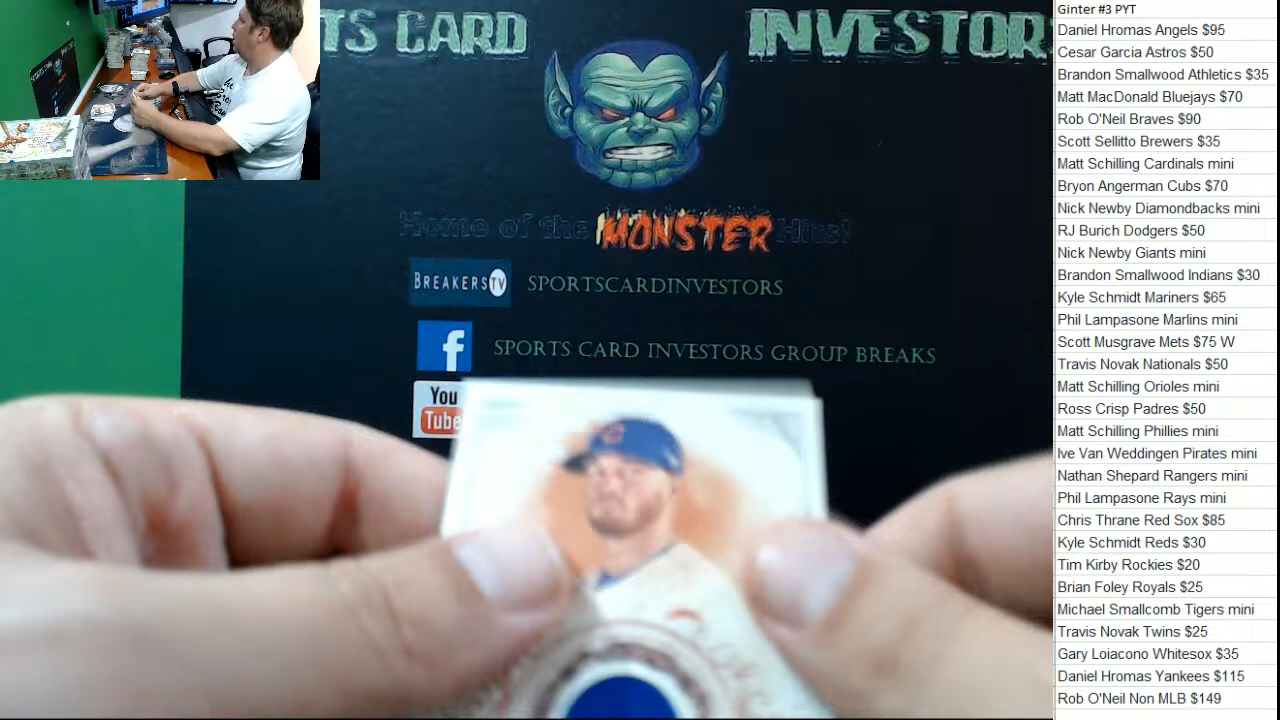 TS CARD INVESTOR
Home of the MONSTER Hits!
BREAKERSTV SPORTSCARDINVESTORS
f SPORTS CARD INVESTORS GROUP BREAKS
You
Tube
Ginter #3 PYT
Daniel Hromas Angels $95
Cesar Garcia Astros $50
Brandon Smallwood Athletics $35
Matt MacDonald Bluejays $70
Rob O'Neil Braves $90
Scott Sellitto Brewers $35
Matt Schilling Cardinals mini
Bryon Angerman Cubs $70
Nick Newby Diamondbacks mini
RJ Burich Dodgers $50
Nick Newby Giants mini
Brandon Smallwood Indians $30
Kyle Schmidt Mariners $65
Phil Lampasone Marlins mini
Scott Musgrave Mets $75 W
Travis Novak Nationals $50
Matt Schilling Orioles mini
Ross Crisp Padres $50
Matt Schilling Phillies mini
Ive Van Weddingen Pirates mini
Nathan Shepard Rangers mini
Phil Lampasone Rays mini
Chris Thrane Red Sox $85
Kyle Schmidt Reds $30
Tim Kirby Rockies $20
Brian Foley Royals $25
Michael Smallcomb Tigers mini
Travis Novak Twins $25
Gary Loiacono Whitesox $35
Daniel Hromas Yankees $115
Rob O'Neil Non MLB $149